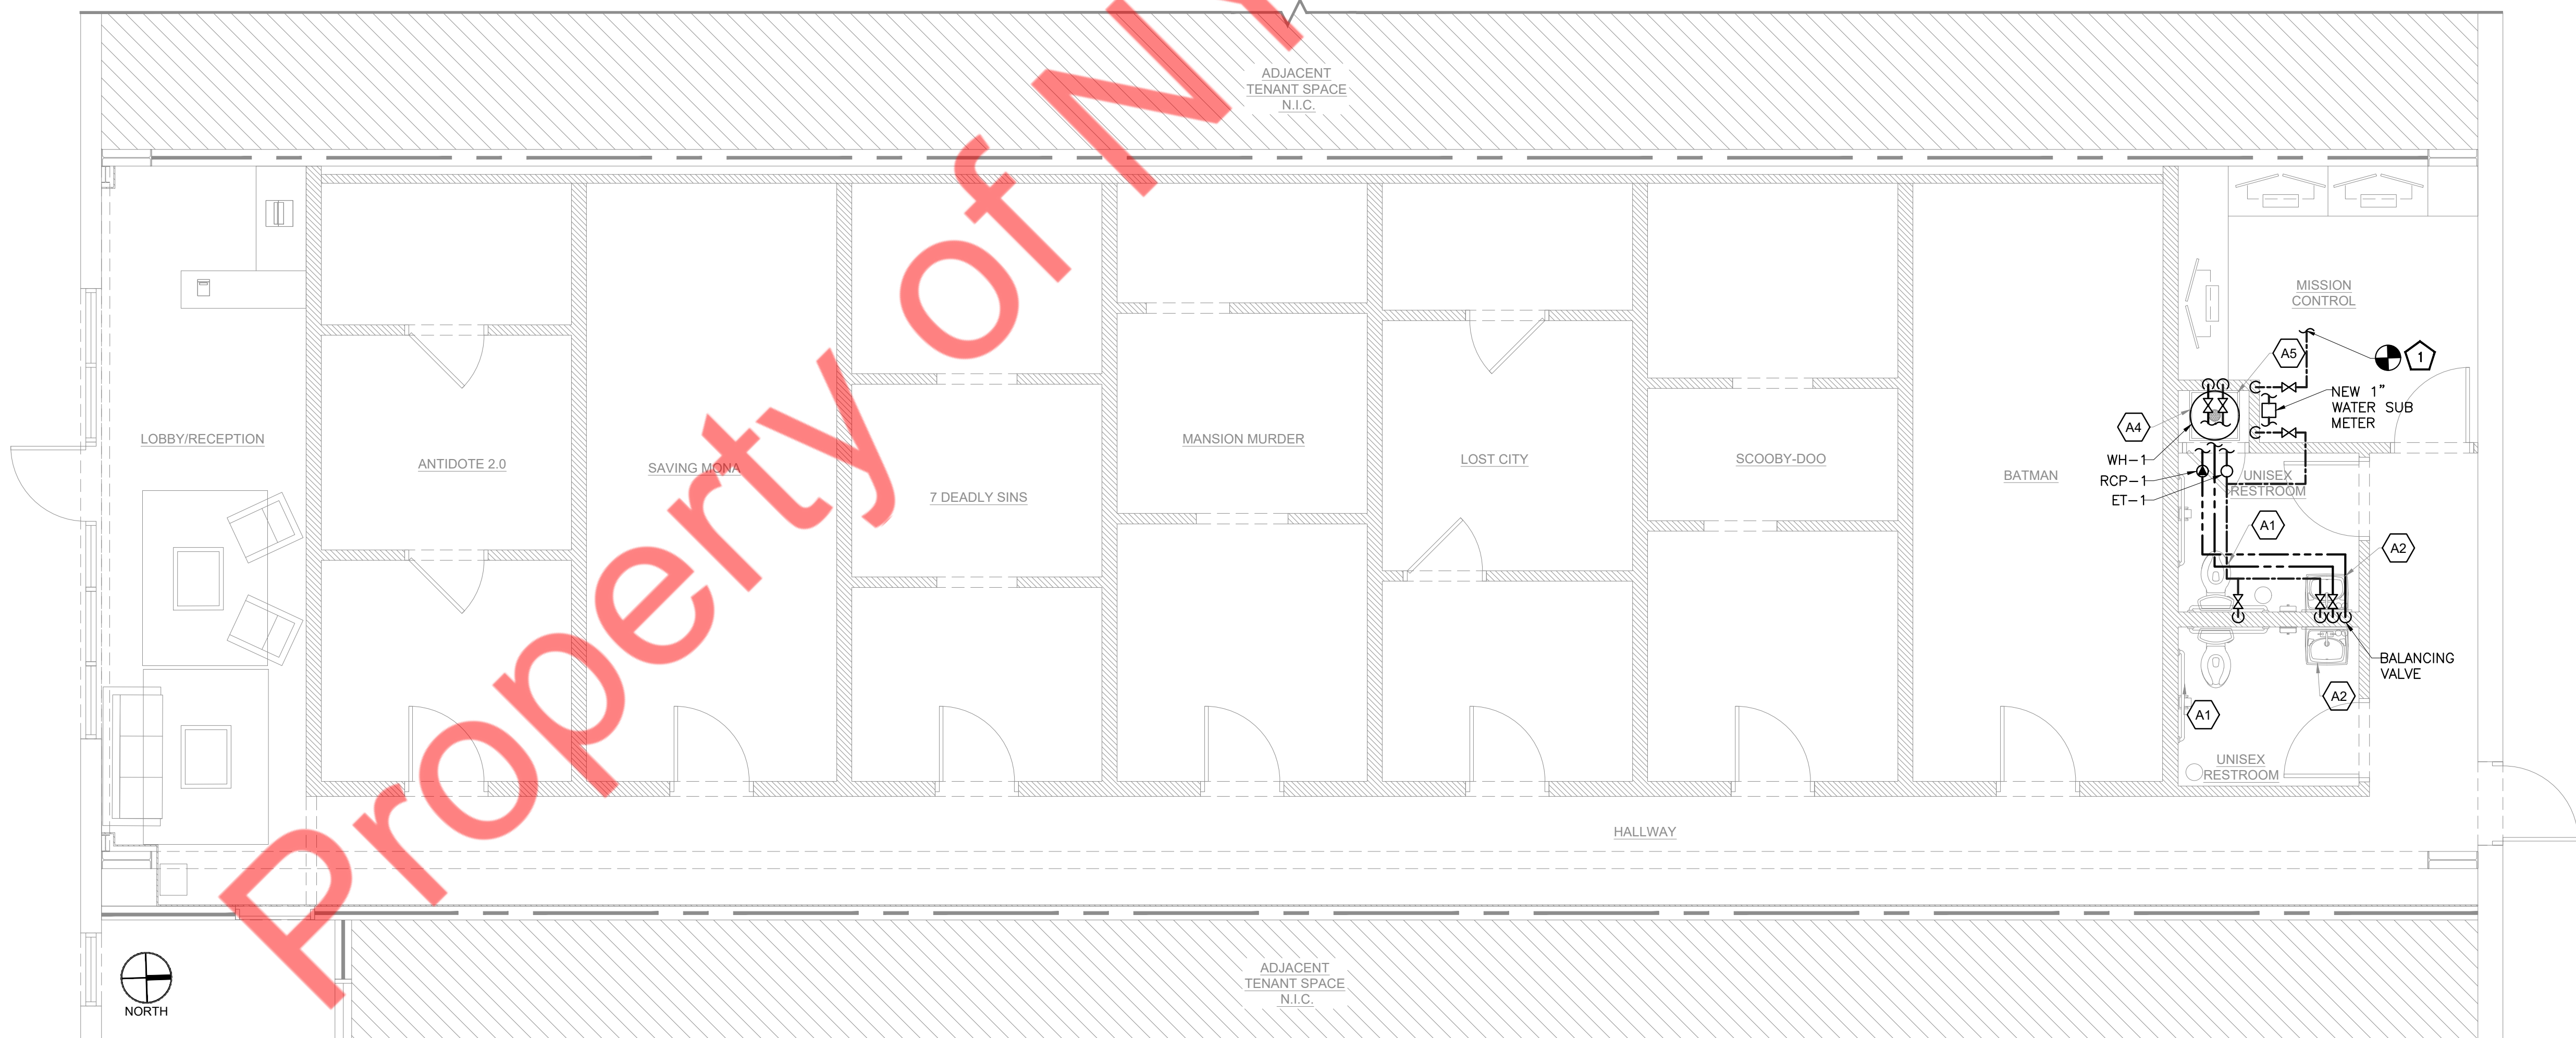 ADJACENT
TENANT SPACE
N.I.C.
MISSION
CONTROL
A5
1
NEW 1"
WATER SUB
METER
A4
WH-1
RCP-1
ET-1
UNISEX
RESTROOM
A1
A2
LOBBY/RECEPTION
ANTIDOTE 2.0
SAVING MONA
7 DEADLY SINS
MANSION MURDER
LOST CITY
SCOOBY-DOO
BATMAN
BALANCING
VALVE
A2
A1
UNISEX
RESTROOM
HALLWAY
NORTH
ADJACENT
TENANT SPACE
N.I.C.
Property of